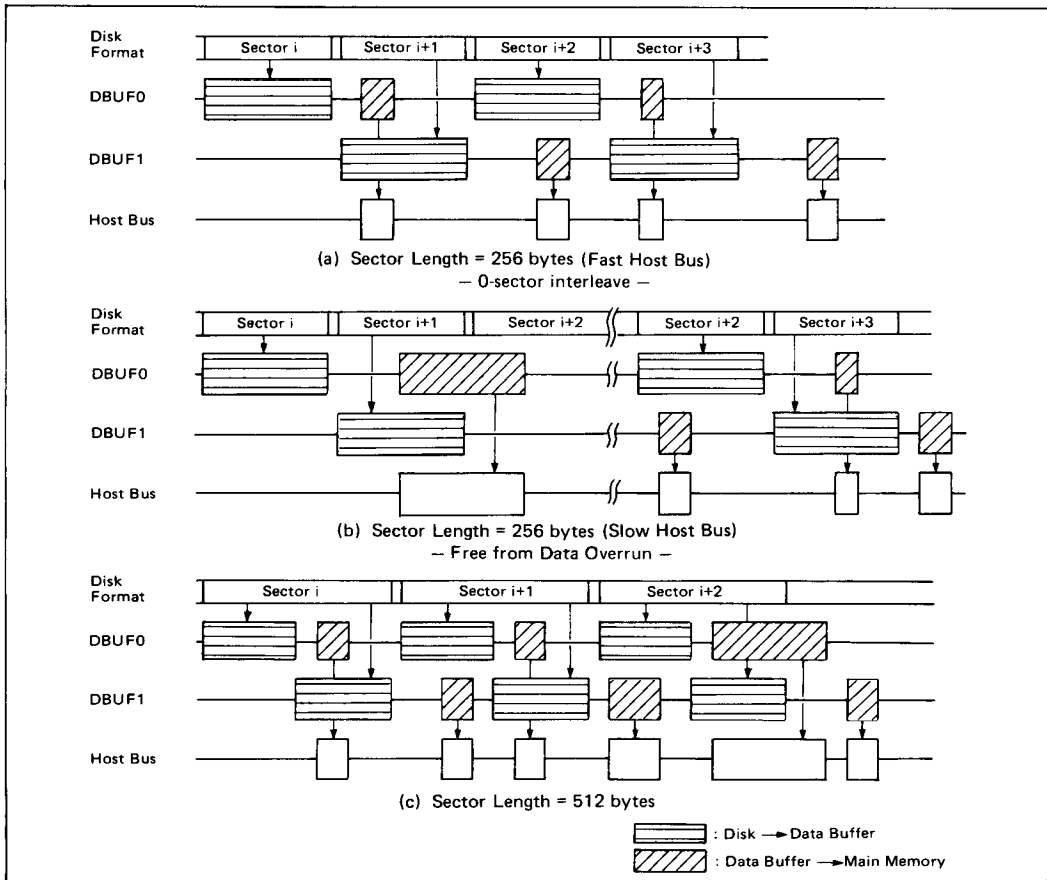 Disk
Format
Sector i
Sector i+1
Sector i+2
Sector i+3
DBUF0
DBUF1
Host Bus
(a) Sector Length = 256 bytes (Fast Host Bus)
— 0-sector interleave —
Disk
Format
Sector i
Sector i+1
Sector i+2
Sector i+2
Sector i+3
DBUF0
DBUF1
Host Bus
(b) Sector Length = 256 bytes (Slow Host Bus)
— Free from Data Overrun —
Disk
Format
Sector i
Sector i+1
Sector i+2
DBUF0
DBUF1
Host Bus
(c) Sector Length = 512 bytes
: Disk → Data Buffer
: Data Buffer → Main Memory